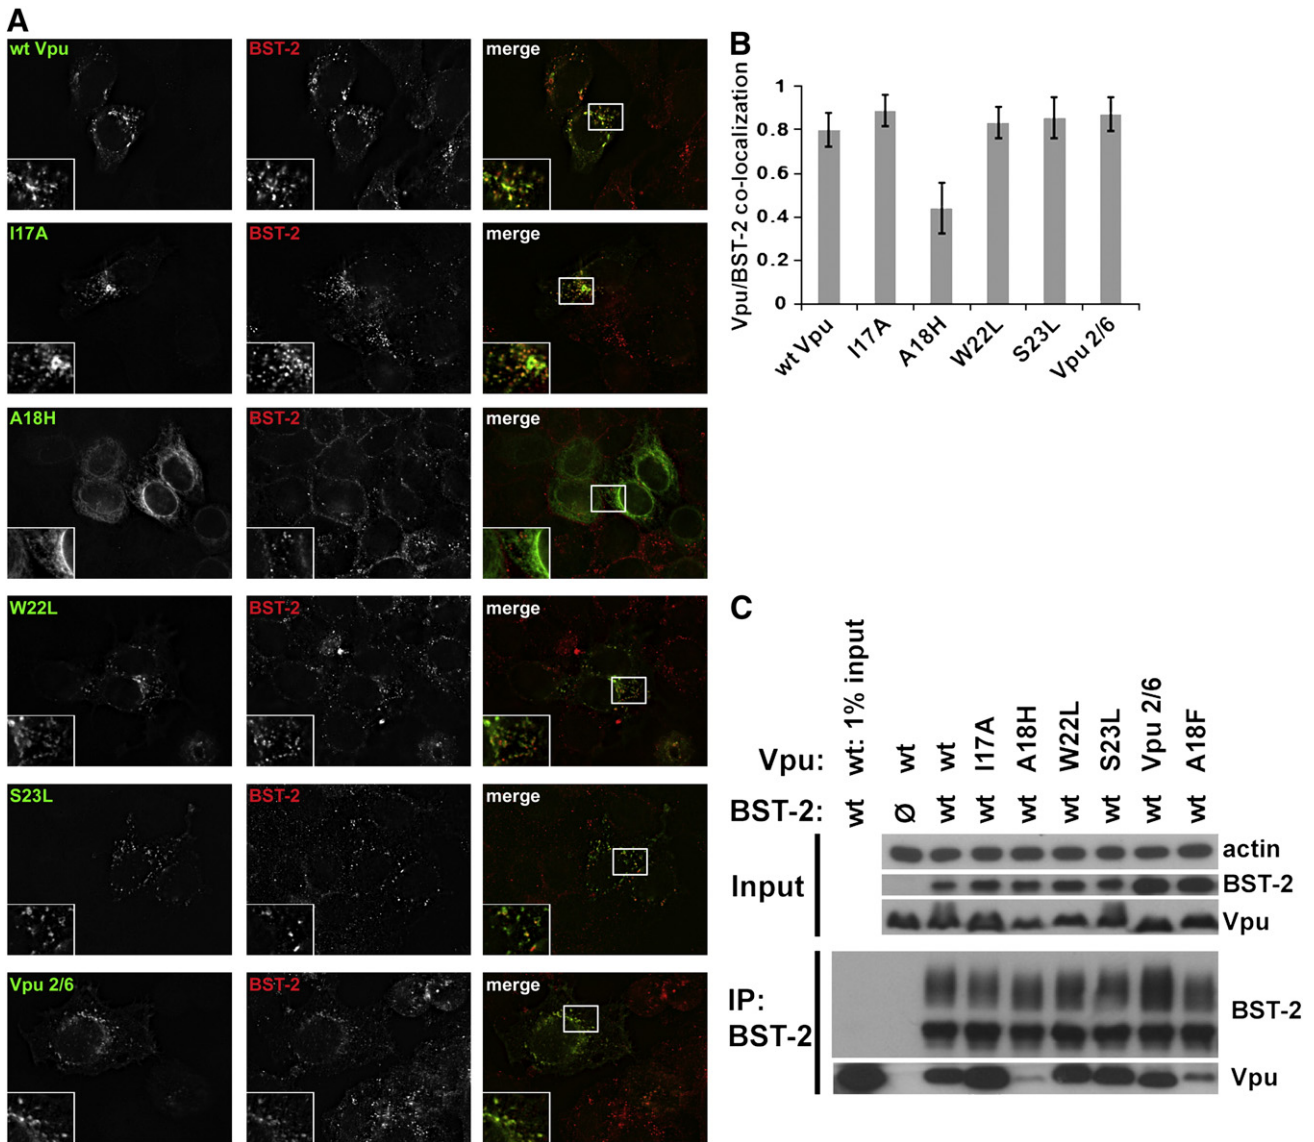 A
wt Vpu BST-2 merge
I17A BST-2 merge
A18H BST-2 merge
W22L BST-2 merge
S23L BST-2 merge
Vpu 2/6 BST-2 merge
B
Vpu/BST-2 co-localization
1
0.8
0.6
0.4
0.2
0
wt Vpu I17A A18H W22L S23L Vpu 2/6
C
Vpu: wt: 1% input wt wt I17A A18H W22L S23L Vpu 2/6 A18F
BST-2: wt Ø wt wt wt wt wt wt wt
Input
actin
BST-2
Vpu
IP:
BST-2
BST-2
Vpu